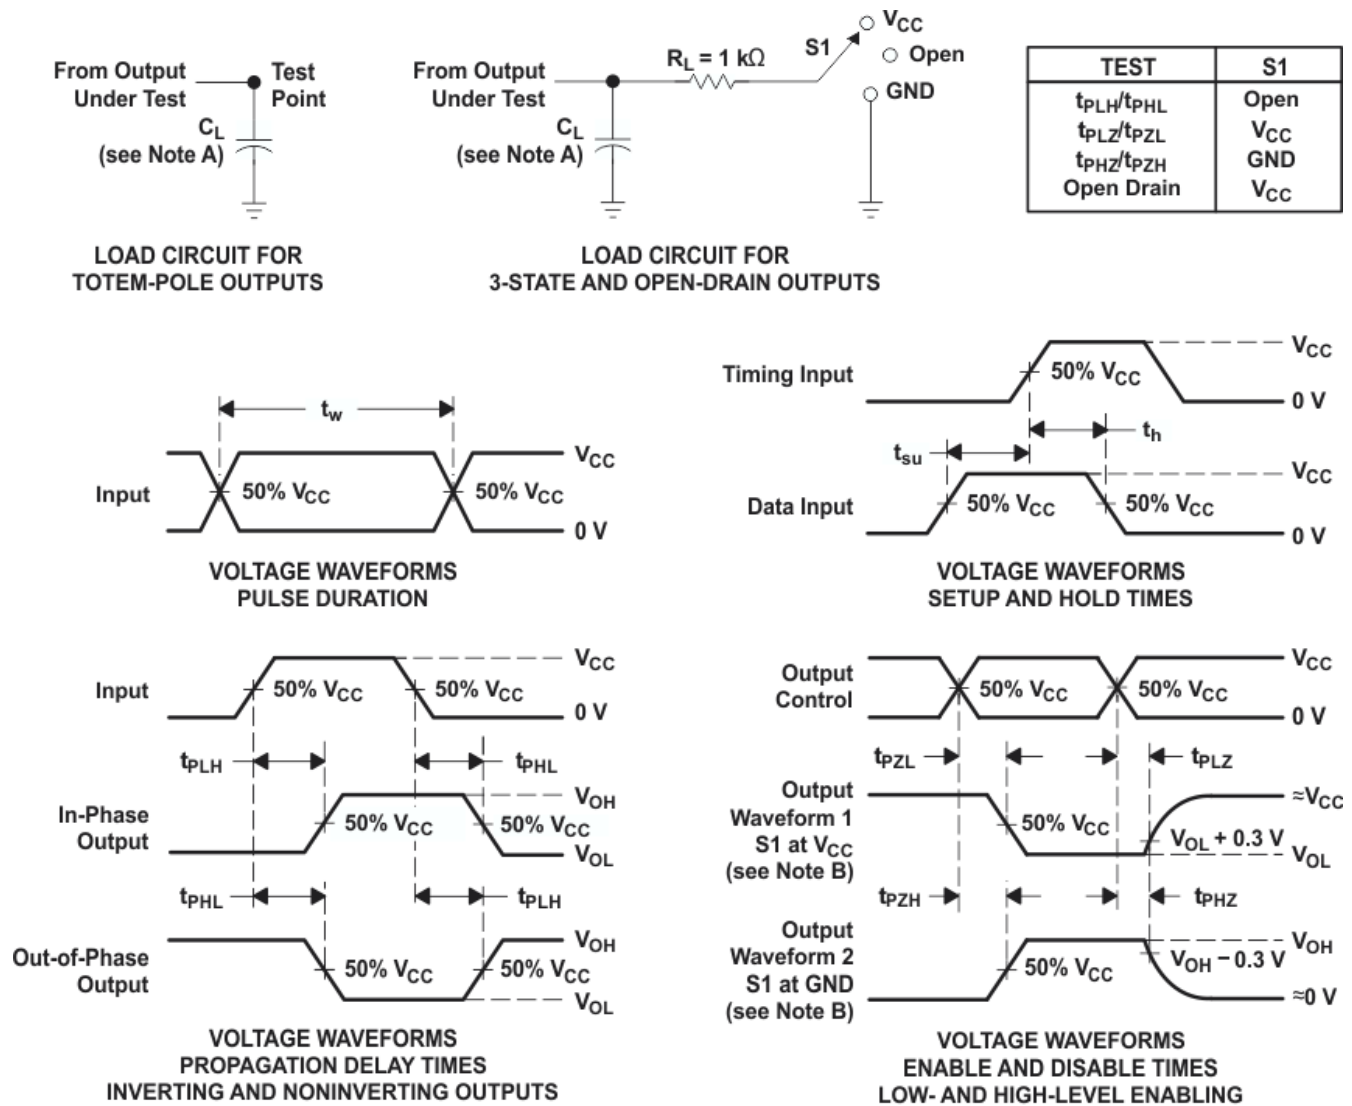 From Output
Under Test
Test
Point
CL
(see Note A)
LOAD CIRCUIT FOR
TOTEM-POLE OUTPUTS
From Output
Under Test
RL = 1 kΩ
S1
VCC
Open
GND
CL
(see Note A)
LOAD CIRCUIT FOR
3-STATE AND OPEN-DRAIN OUTPUTS
TEST S1
tPLH/tPHL Open
tPLZ/tPZL VCC
tPHZ/tPZH GND
Open Drain VCC
tw
Input
50% VCC
50% VCC
VCC
0 V
VOLTAGE WAVEFORMS
PULSE DURATION
Timing Input
50% VCC
VCC
0 V
th
tsu
Data Input
50% VCC
50% VCC
VCC
0 V
VOLTAGE WAVEFORMS
SETUP AND HOLD TIMES
Input
50% VCC
50% VCC
VCC
0 V
tPLH
tPHL
In-Phase
Output
50% VCC
50% VCC
VOH
VOL
tPHL
tPLH
Out-of-Phase
Output
50% VCC
50% VCC
VOH
VOL
VOLTAGE WAVEFORMS
PROPAGATION DELAY TIMES
INVERTING AND NONINVERTING OUTPUTS
Output
Control
50% VCC
50% VCC
VCC
0 V
tPZL
tPLZ
Output
Waveform 1
S1 at VCC
(see Note B)
50% VCC
VOL + 0.3 V
≈VCC
VOL
tPZH
tPHZ
Output
Waveform 2
S1 at GND
(see Note B)
50% VCC
VOH − 0.3 V
VOH
≈0 V
VOLTAGE WAVEFORMS
ENABLE AND DISABLE TIMES
LOW- AND HIGH-LEVEL ENABLING